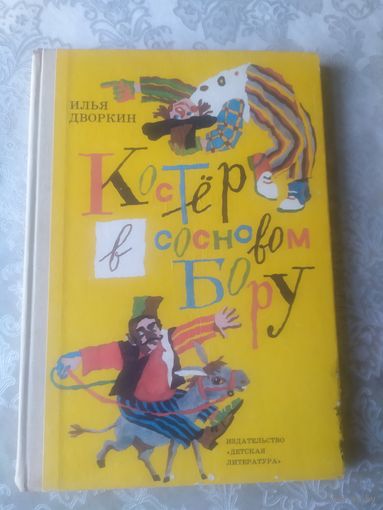 ИЛЬЯ
ДВОРКИН
КОСТЁР
в сосновом
Бору
ИЗДАТЕЛЬСТВО
«ДЕТСКАЯ
ЛИТЕРАТУРА»